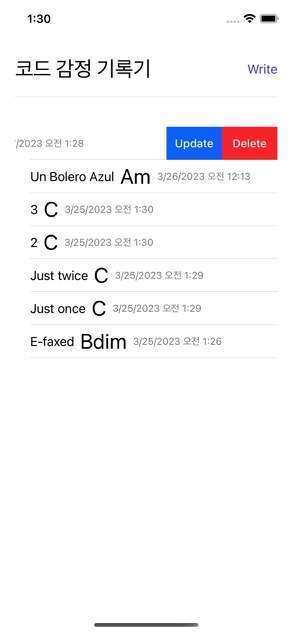 1:30
코드 감정 기록기 Write
/2023 오전 1:28 Update Delete
Un Bolero Azul Am 3/26/2023 오전 12:13
3 C 3/25/2023 오전 1:30
2 C 3/25/2023 오전 1:30
Just twice C 3/25/2023 오전 1:29
Just once C 3/25/2023 오전 1:29
E-faxed Bdim 3/25/2023 오전 1:26